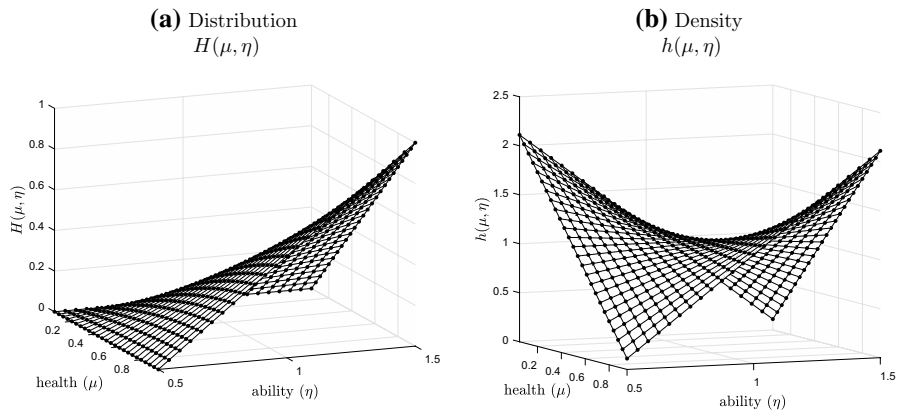 (a) Distribution
H(μ, η)
1
0.8
0.6
0.4
0.2
0
H(μ, η)
0.2
0.4
0.6
0.8
health (μ)
0.5
1
1.5
ability (η)
(b) Density
h(μ, η)
2.5
2
1.5
1
0.5
0
h(μ, η)
0.2
0.4
0.6
0.8
health (μ)
0.5
1
1.5
ability (η)